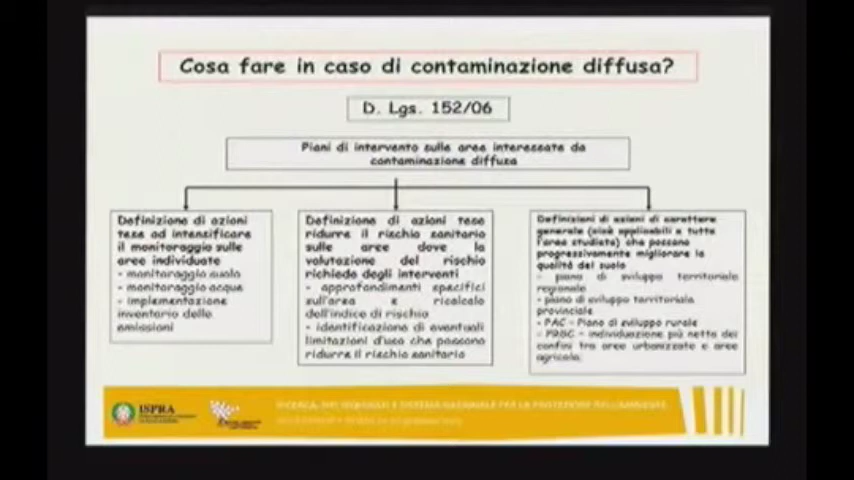 Cosa fare in caso di contaminazione diffusa?
D. Lgs. 152/06
Piani di intervento sulle aree interessate da
contaminazione diffusa
Definizione di azioni
tese ad intensificare
il monitoraggio sulle
aree individuate
- monitoraggio suolo
- monitoraggio acque
- implementazione
inventario delle
emissioni
Definizione di azioni tese
ridurre il rischio sanitario
sulle aree dove la
valutazione del rischio
richiede degli interventi
- approfondimenti specifici
sull'area e ricalcolo
dell'indice di rischio
- identificazione di eventuali
limitazioni d'uso che possono
ridurre il rischio sanitario
Definizioni di azioni di carattere
generale (cioè applicabili a tutta
l'area studiata) che possono
progressivamente migliorare la
qualità del suolo
- piano di sviluppo territoriale
regionale
- piano di sviluppo territoriale
provinciale
- PAC - Piano di sviluppo rurale
- PRGC - individuazione più netta dei
confini tra aree urbanizzate e aree
agricole
ISPRA